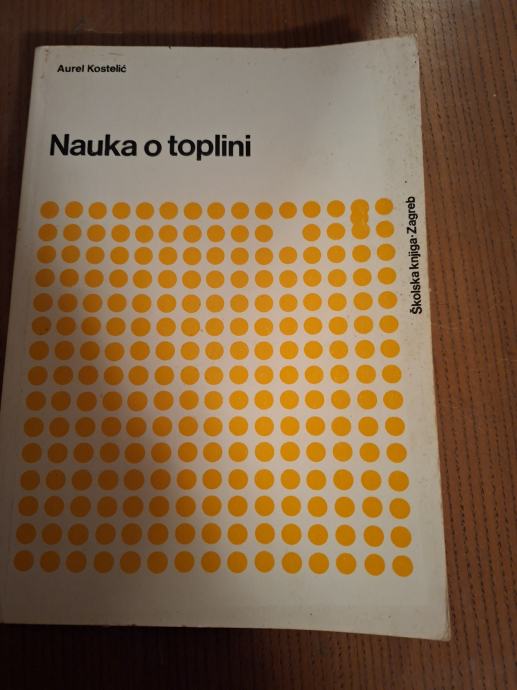 Aurel Kostelić
Nauka o toplini
Školska knjiga · Zagreb